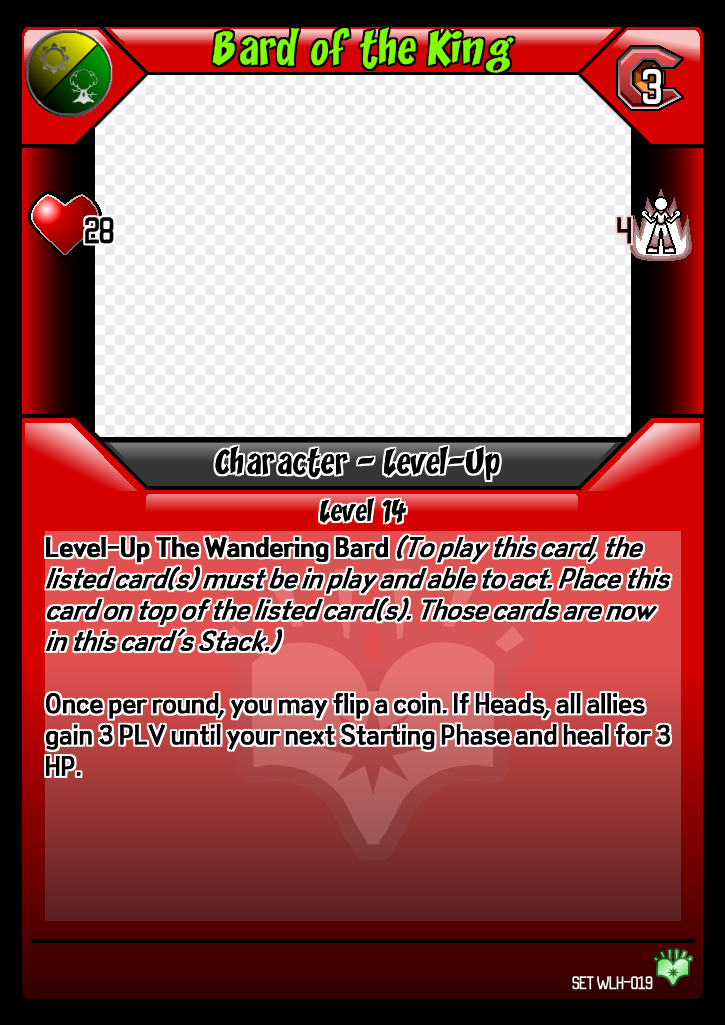 Bard of the King
3
28
4
Character - Level-Up
Level 14
Level-Up The Wandering Bard (To play this card, the
listed card(s) must be in play and able to act. Place this
card on top of the listed card(s). Those cards are now
in this card's Stack.)
Once per round, you may flip a coin. If Heads, all allies
gain 3 PLV until your next Starting Phase and heal for 3
HP.
SET WLH-019